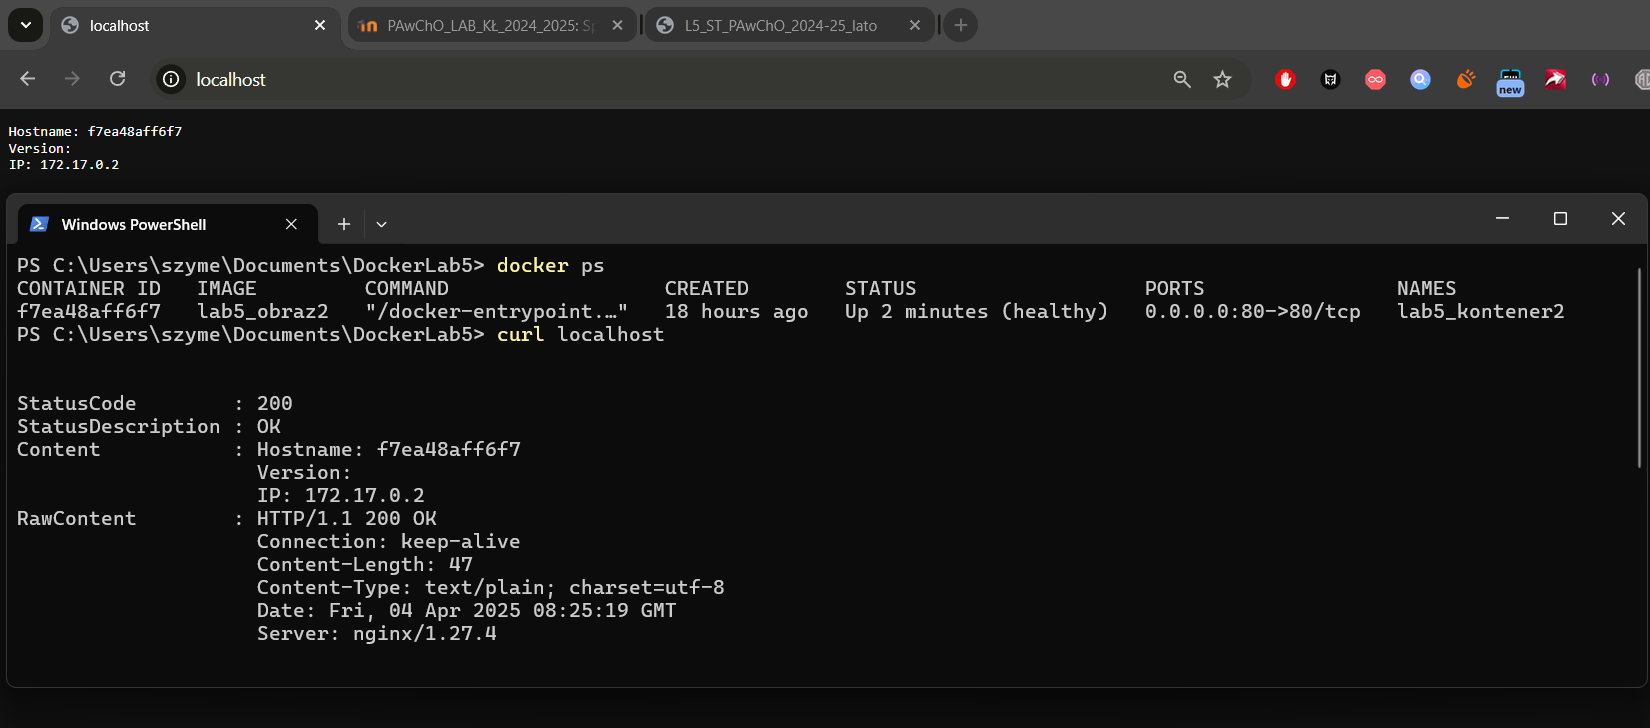 localhost
PAwChO_LAB_KŁ_2024_2025: Sp
L5_ST_PAwChO_2024-25_lato
localhost
new
Hostname: f7ea48aff6f7
Version:
IP: 172.17.0.2
Windows PowerShell
PS C:\Users\szyme\Documents\DockerLab5> docker ps
CONTAINER ID   IMAGE          COMMAND                  CREATED        STATUS                   PORTS                NAMES
f7ea48aff6f7   lab5_obraz2   "/docker-entrypoint.…"   18 hours ago   Up 2 minutes (healthy)   0.0.0.0:80->80/tcp   lab5_kontener2
PS C:\Users\szyme\Documents\DockerLab5> curl localhost
StatusCode        : 200
StatusDescription : OK
Content           : Hostname: f7ea48aff6f7
Version:
IP: 172.17.0.2
RawContent        : HTTP/1.1 200 OK
Connection: keep-alive
Content-Length: 47
Content-Type: text/plain; charset=utf-8
Date: Fri, 04 Apr 2025 08:25:19 GMT
Server: nginx/1.27.4